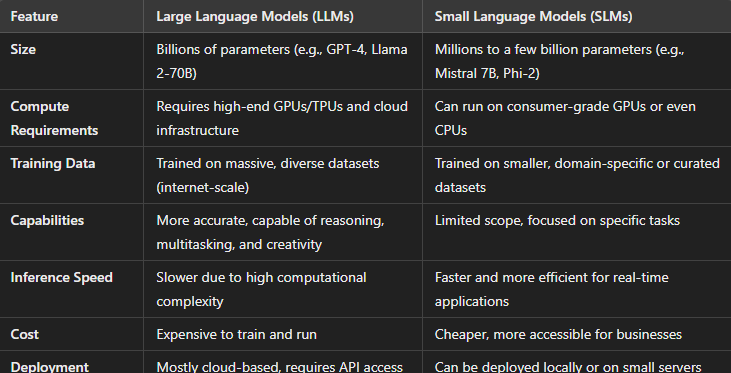 Feature Large Language Models (LLMs) Small Language Models (SLMs)
Size Billions of parameters (e.g., GPT-4, Llama Millions to a few billion parameters (e.g.,
2-70B) Mistral 7B, Phi-2)
Compute Requires high-end GPUs/TPUs and cloud Can run on consumer-grade GPUs or even
Requirements infrastructure CPUs
Training Data Trained on massive, diverse datasets Trained on smaller, domain-specific or curated
(internet-scale) datasets
Capabilities More accurate, capable of reasoning, Limited scope, focused on specific tasks
multitasking, and creativity
Inference Speed Slower due to high computational Faster and more efficient for real-time
complexity applications
Cost Expensive to train and run Cheaper, more accessible for businesses
Deployment Mostly cloud-based, requires API access Can be deployed locally or on small servers